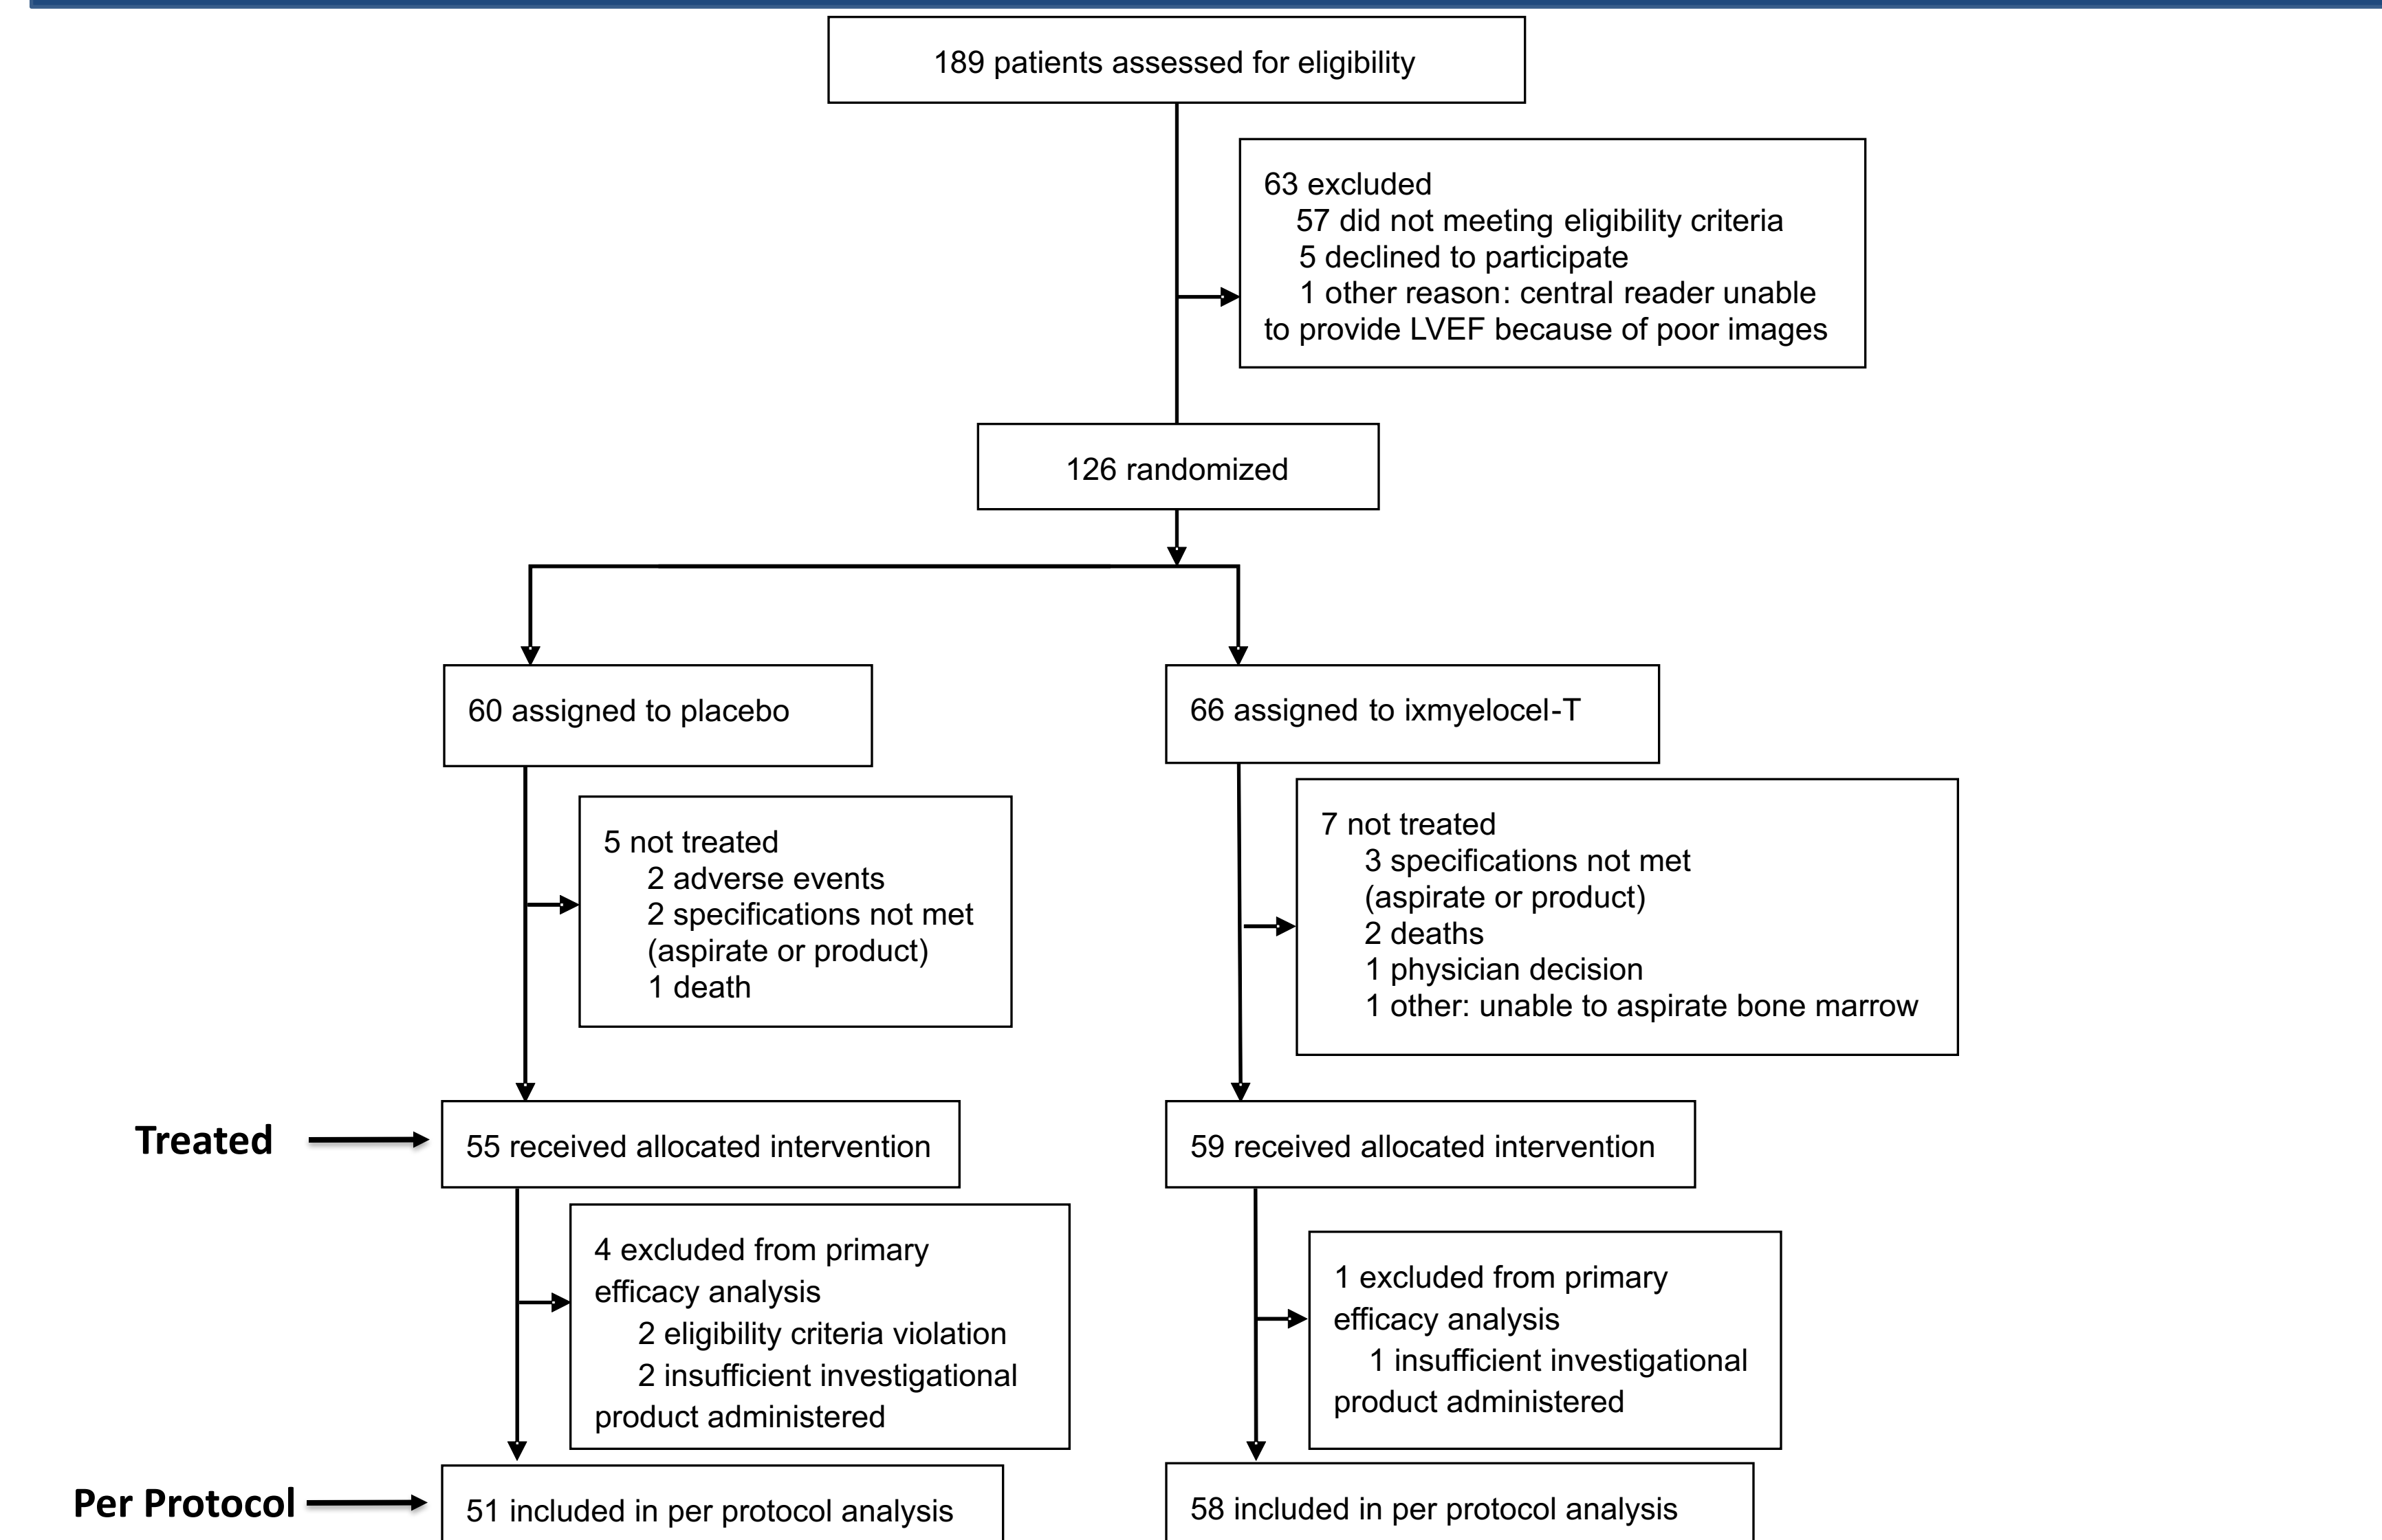 189 patients assessed for eligibility
63 excluded
57 did not meeting eligibility criteria
5 declined to participate
1 other reason: central reader unable
to provide LVEF because of poor images
126 randomized
60 assigned to placebo
66 assigned to ixmyelocel-T
5 not treated
2 adverse events
2 specifications not met
(aspirate or product)
1 death
7 not treated
3 specifications not met
(aspirate or product)
2 deaths
1 physician decision
1 other: unable to aspirate bone marrow
Treated
55 received allocated intervention
59 received allocated intervention
4 excluded from primary
efficacy analysis
2 eligibility criteria violation
2 insufficient investigational
product administered
1 excluded from primary
efficacy analysis
1 insufficient investigational
product administered
Per Protocol
51 included in per protocol analysis
58 included in per protocol analysis